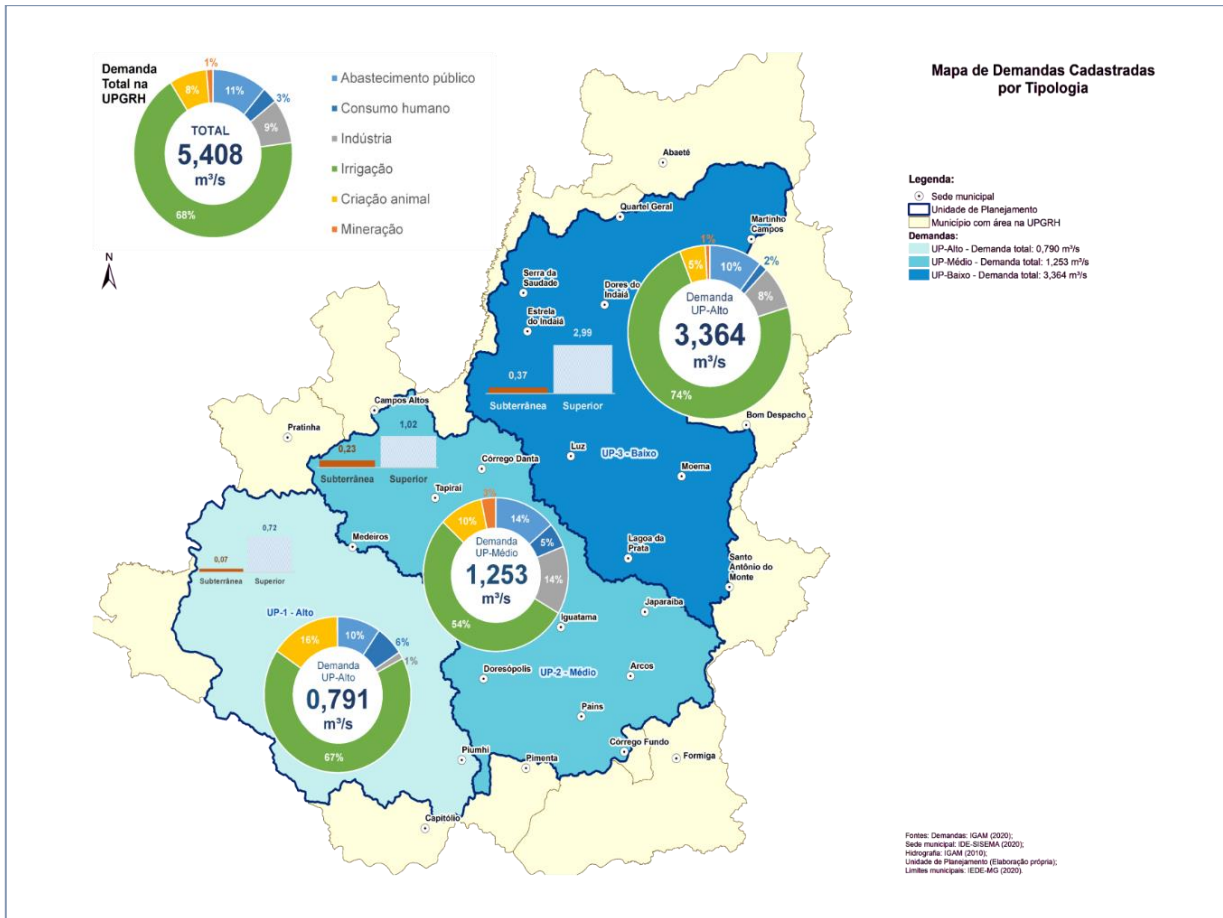 Demanda
Total na
UPGRH
1%
8%
11%
3%
9%
68%
TOTAL
5,408
m³/s
Abastecimento público
Consumo humano
Indústria
Irrigação
Criação animal
Mineração
Mapa de Demandas Cadastradas
por Tipologia
Legenda:
Sede municipal
Unidade de Planejamento
Município com área na UPGRH
Demandas:
UP-Alto - Demanda total: 0,790 m³/s
UP-Médio - Demanda total: 1,253 m³/s
UP-Baixo - Demanda total: 3,364 m³/s
N
Abaeté
Quartel Geral
Martinho
Campos
Serra da
Saudade
Dores do
Indaiá
Estrela
do Indaiá
1%
5%
10%
2%
8%
74%
Demanda
UP-Alto
3,364
m³/s
2,99
0,37
Subterrânea
Superior
Bom Despacho
Campos Altos
Pratinha
1,02
0,23
Subterrânea
Superior
Córrego Danta
Luz
UP-3 - Baixo
Moema
Tapiraí
Medeiros
0,72
0,07
Subterrânea
Superior
10%
14%
5%
14%
54%
Demanda
UP-Médio
1,253
m³/s
Lagoa da
Prata
Santo
Antônio do
Monte
Japaraíba
Iguatama
UP-1 - Alto
16%
10%
6%
1%
67%
Demanda
UP-Alto
0,791
m³/s
Doresópolis
UP-2 - Médio
Arcos
Pains
Piumhi
Pimenta
Córrego Fundo
Formiga
Capitólio
Fontes: Demandas: IGAM (2020);
Sede municipal: IDE-SISEMA (2020);
Hidrografia: IGAM (2010);
Unidade de Planejamento (Elaboração própria);
Limites municipais: IEDE-MG (2020).